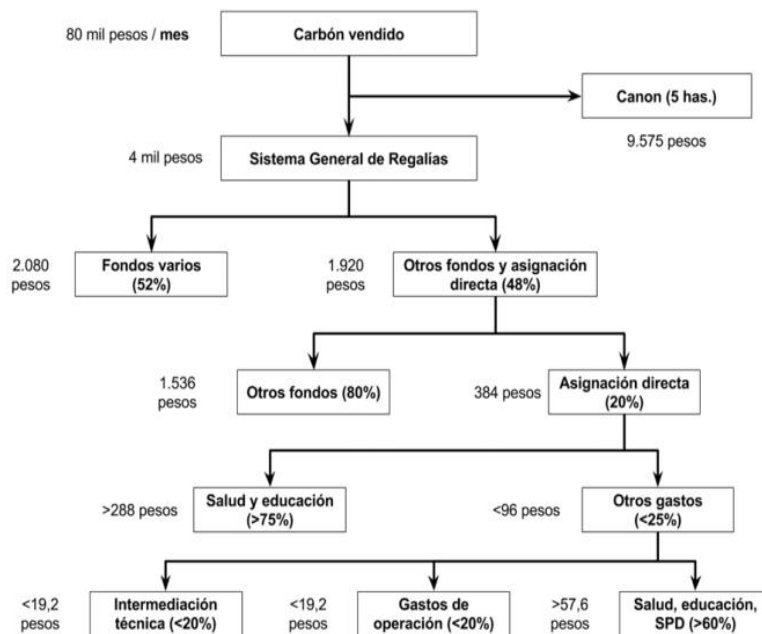 80 mil pesos / mes
Carbón vendido
Canon (5 has.)
9.575 pesos
4 mil pesos
Sistema General de Regalías
2.080
pesos
Fondos varios
(52%)
1.920
pesos
Otros fondos y asignación
directa (48%)
1.536
pesos
Otros fondos (80%)
384 pesos
Asignación directa
(20%)
>288 pesos
Salud y educación
(>75%)
<96 pesos
Otros gastos
(<25%)
<19,2
pesos
Intermediación
técnica (<20%)
<19,2
pesos
Gastos de
operación (<20%)
>57,6
pesos
Salud, educación,
SPD (>60%)